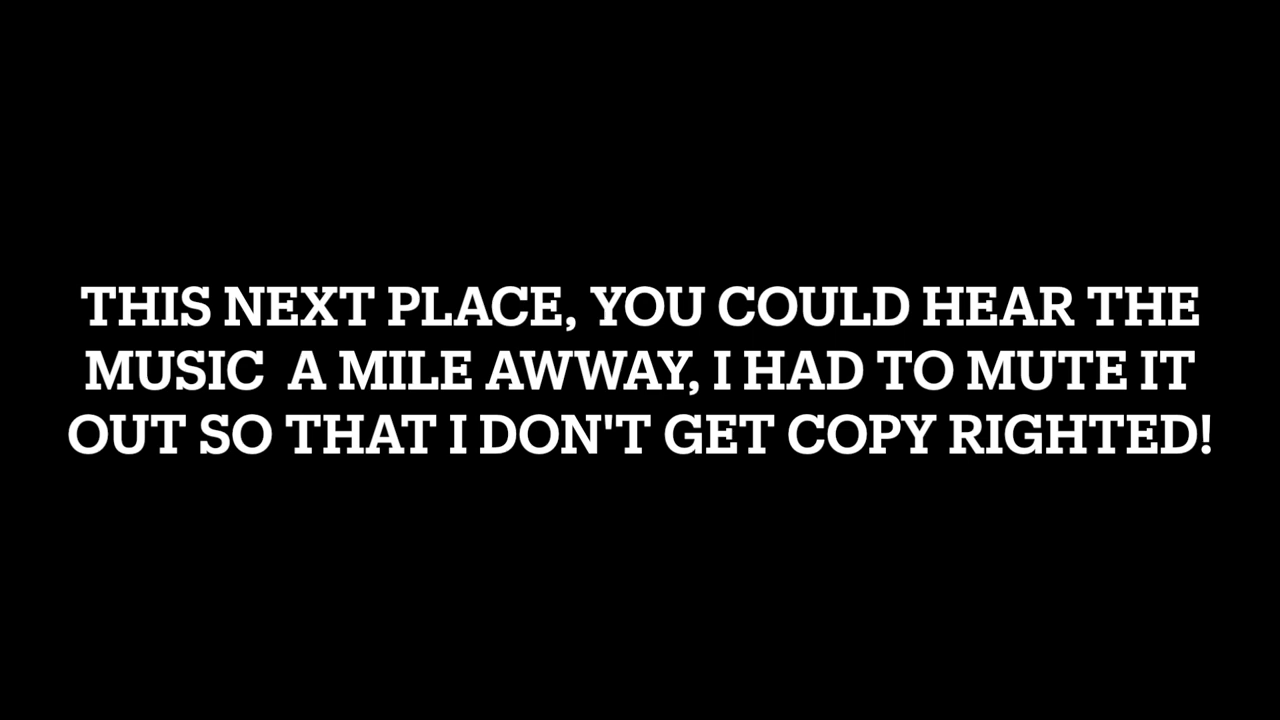 THIS NEXT PLACE, YOU COULD HEAR THE
MUSIC  A MILE AWWAY, I HAD TO MUTE IT
OUT SO THAT I DON'T GET COPY RIGHTED!